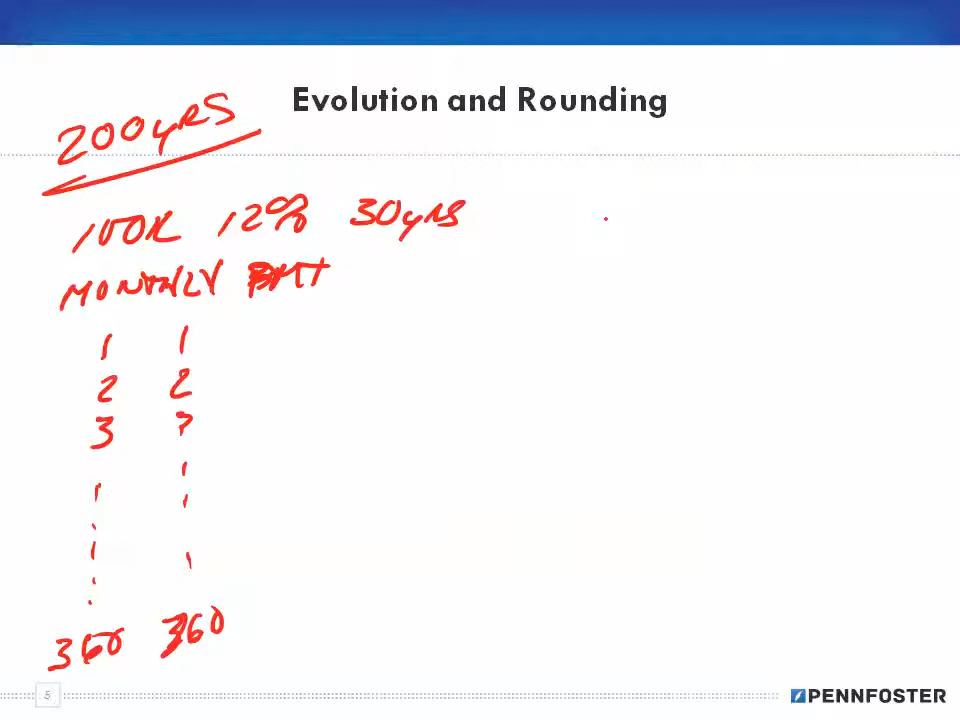 Evolution and Rounding
200yRS
100K 12% 30yRS
MONTHLY PMT
1 1
2 2
3 3
360 360
5
PENNFOSTER